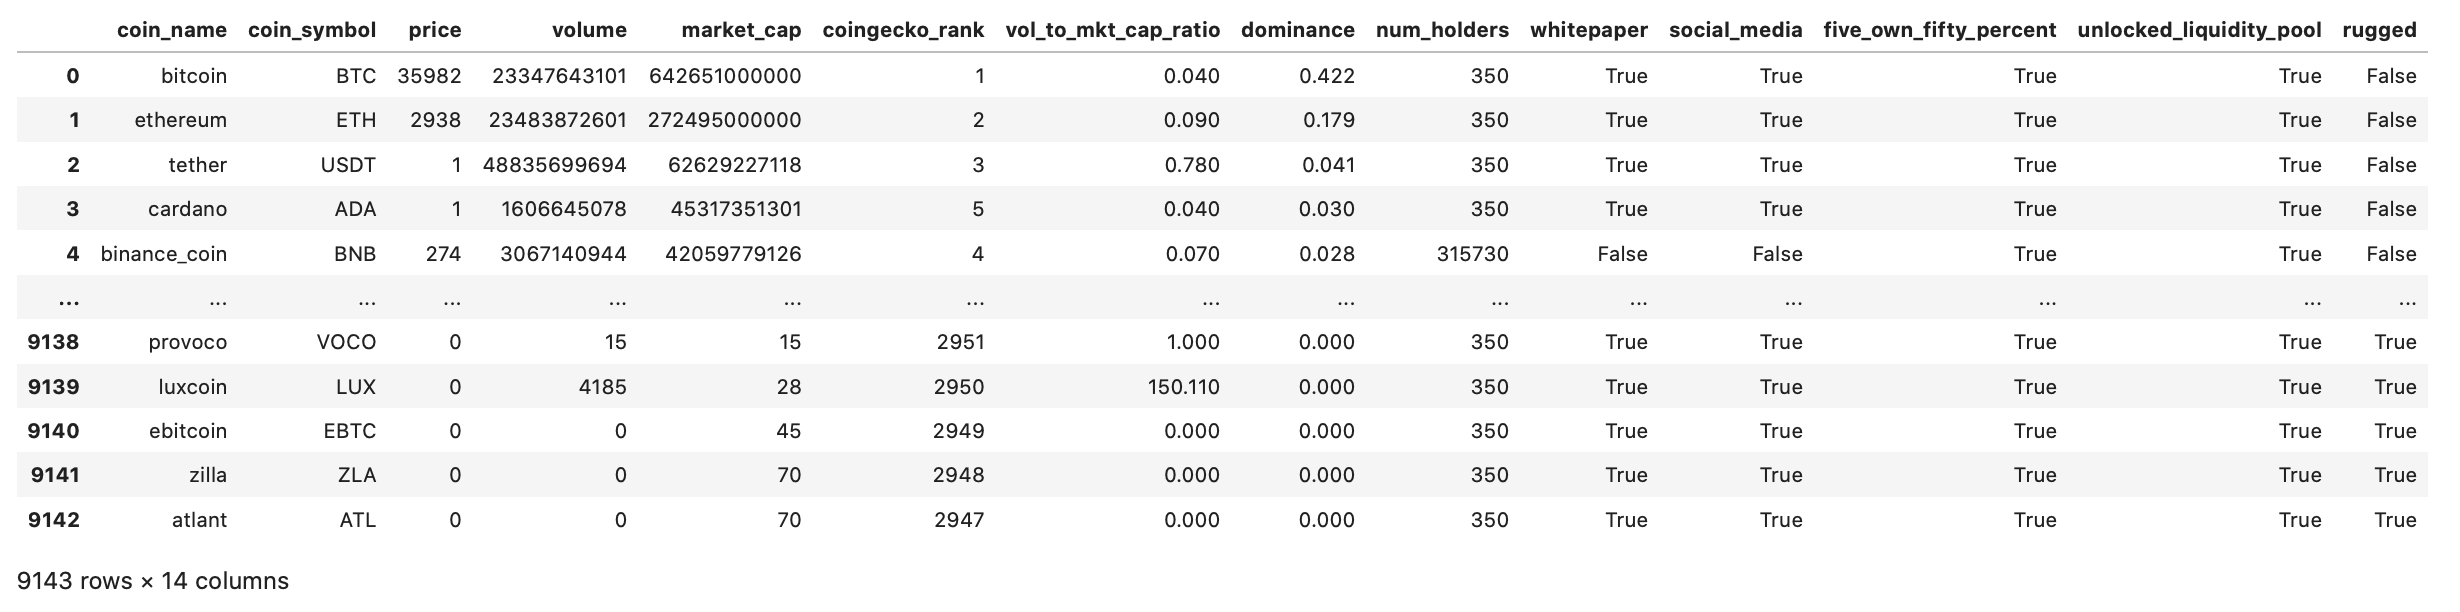 coin_name coin_symbol price volume market_cap coingecko_rank vol_to_mkt_cap_ratio dominance num_holders whitepaper social_media five_own_fifty_percent unlocked_liquidity_pool rugged
0 bitcoin BTC 35982 23347643101 642651000000 1 0.040 0.422 350 True True True True False
1 ethereum ETH 2938 23483872601 272495000000 2 0.090 0.179 350 True True True True False
2 tether USDT 1 48835699694 62629227118 3 0.780 0.041 350 True True True True False
3 cardano ADA 1 1606645078 45317351301 5 0.040 0.030 350 True True True True False
4 binance_coin BNB 274 3067140944 42059779126 4 0.070 0.028 315730 False False True True False
... ... ... ... ... ... ... ... ... ... ... ... ... ... ...
9138 provoco VOCO 0 15 15 2951 1.000 0.000 350 True True True True True
9139 luxcoin LUX 0 4185 28 2950 150.110 0.000 350 True True True True True
9140 ebitcoin EBTC 0 0 45 2949 0.000 0.000 350 True True True True True
9141 zilla ZLA 0 0 70 2948 0.000 0.000 350 True True True True True
9142 atlant ATL 0 0 70 2947 0.000 0.000 350 True True True True True
9143 rows × 14 columns